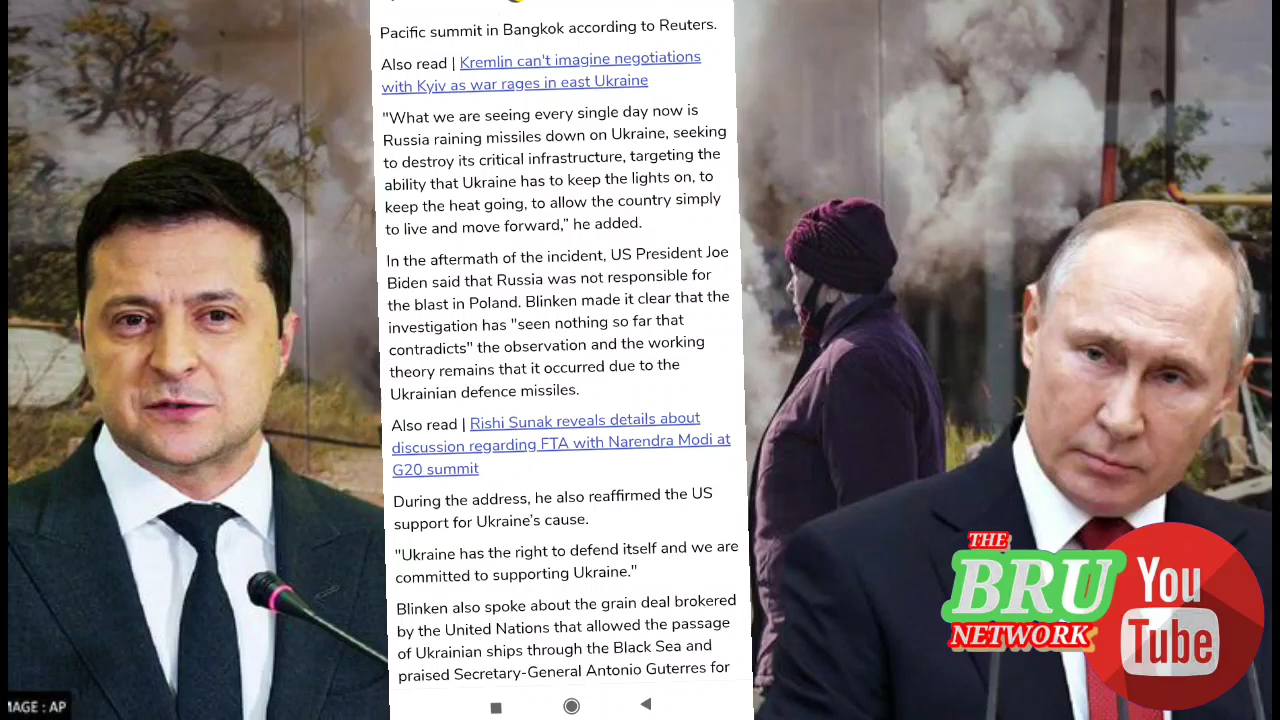 Pacific summit in Bangkok according to Reuters.
Also read | Kremlin can't imagine negotiations
with Kyiv as war rages in east Ukraine
"What we are seeing every single day now is
Russia raining missiles down on Ukraine, seeking
to destroy its critical infrastructure, targeting the
ability that Ukraine has to keep the lights on, to
keep the heat going, to allow the country simply
to live and move forward,” he added.
In the aftermath of the incident, US President Joe
Biden said that Russia was not responsible for
the blast in Poland. Blinken made it clear that the
investigation has "seen nothing so far that
contradicts" the observation and the working
theory remains that it occurred due to the
Ukrainian defence missiles.
Also read | Rishi Sunak reveals details about
discussion regarding FTA with Narendra Modi at
G20 summit
During the address, he also reaffirmed the US
support for Ukraine’s cause.
"Ukraine has the right to defend itself and we are
committed to supporting Ukraine."
Blinken also spoke about the grain deal brokered
by the United Nations that allowed the passage
of Ukrainian ships through the Black Sea and
praised Secretary-General Antonio Guterres for
THE
BRU
NETWORK
You
Tube
MAGE : AP